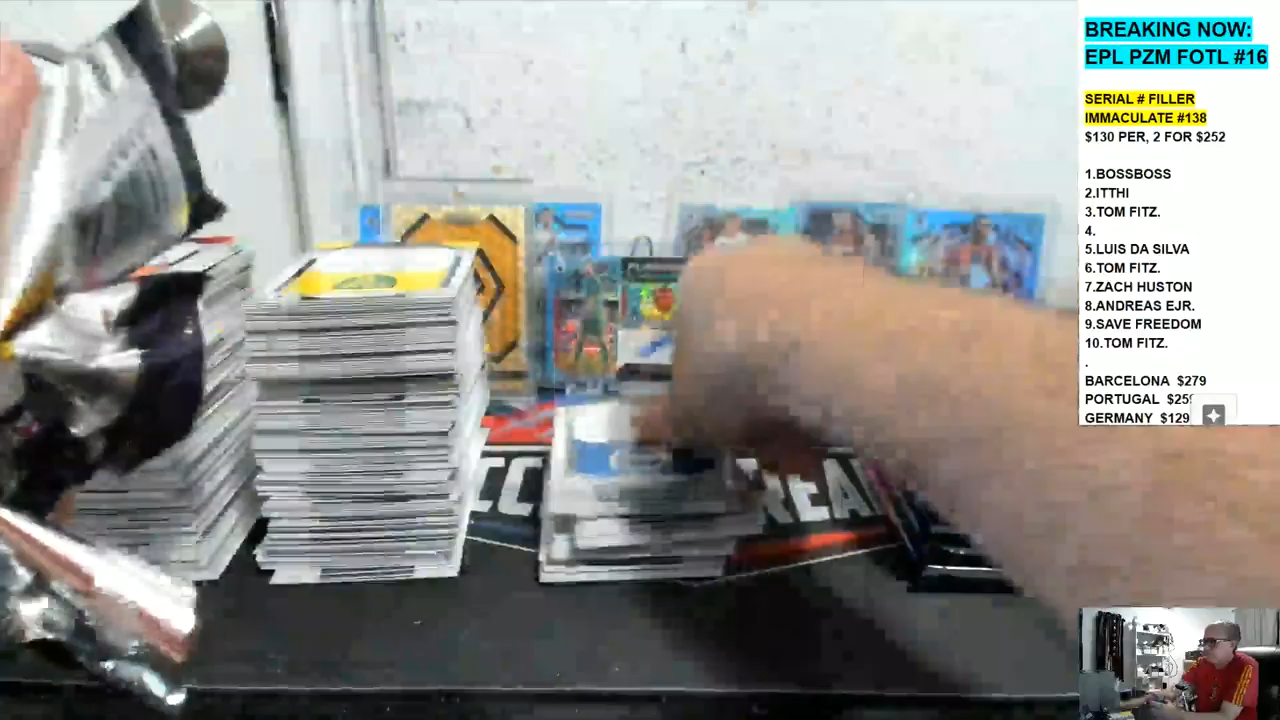 BREAKING NOW:
EPL PZM FOTL #16
SERIAL # FILLER
IMMACULATE #138
$130 PER, 2 FOR $252
1.BOSSBOSS
2.ITTHI
3.TOM FITZ.
4.
5.LUIS DA SILVA
6.TOM FITZ.
7.ZACH HUSTON
8.ANDREAS EJR.
9.SAVE FREEDOM
10.TOM FITZ.
.
BARCELONA $279
PORTUGAL
GERMANY $129